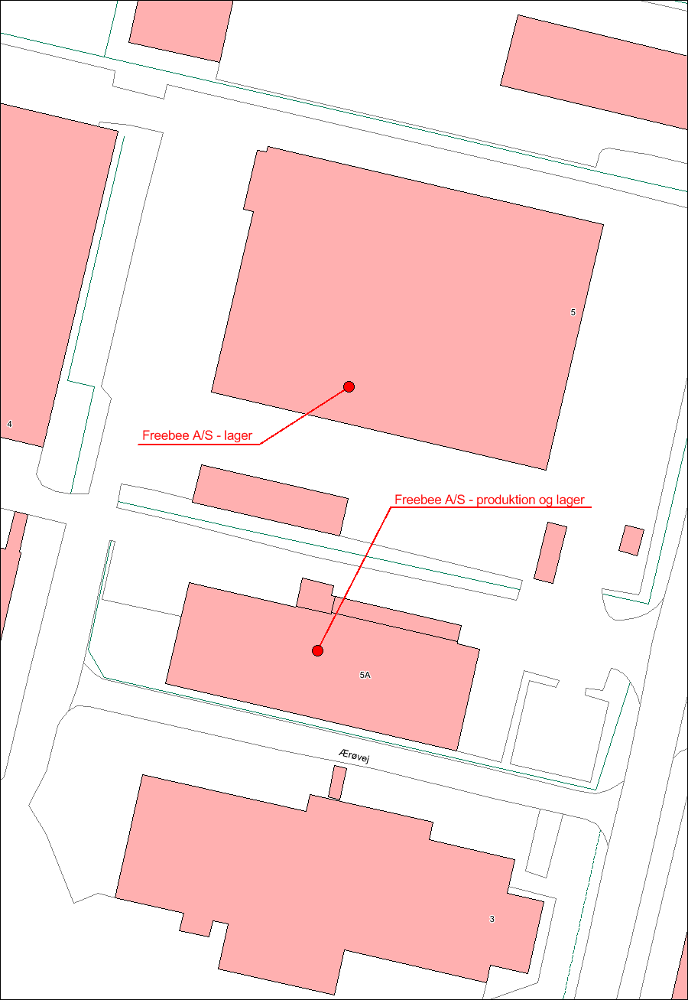 5
4
Freebee A/S - lager
Freebee A/S - produktion og lager
5A
Ærøvej
3